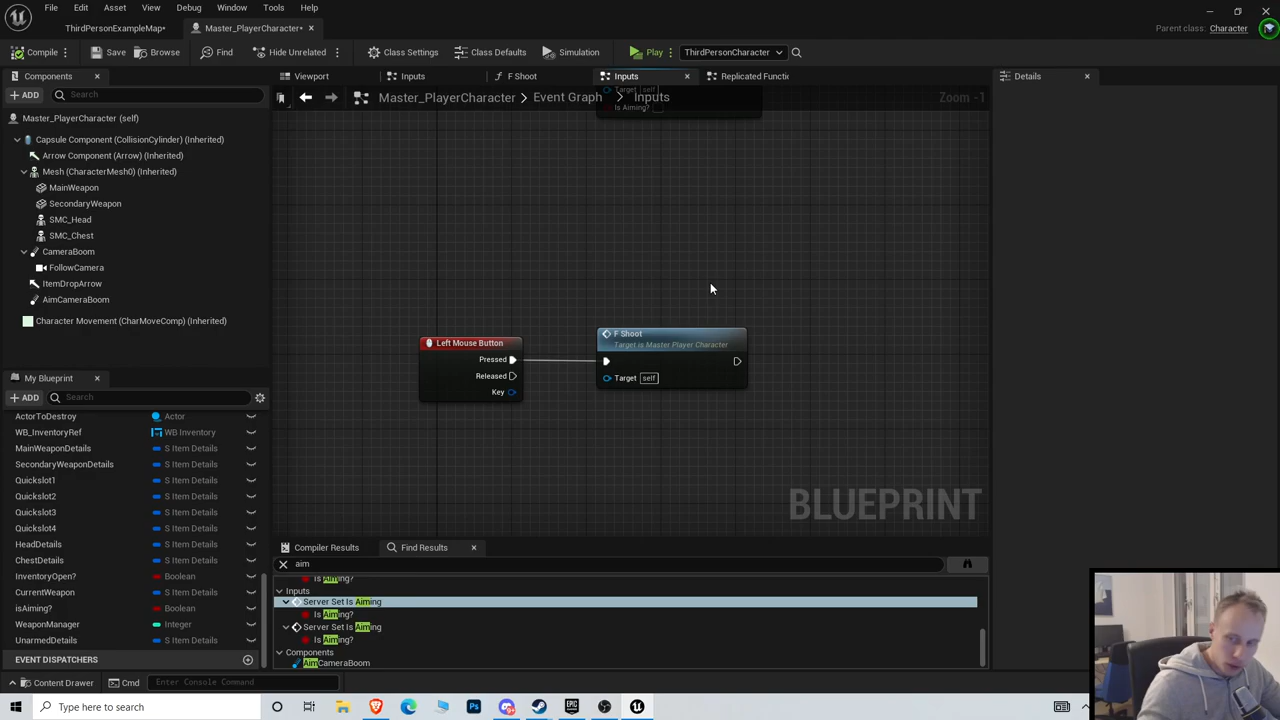 File Edit Asset View Debug Window Tools Help
ThirdPersonExampleMap•
Master_PlayerCharacter•
Parent class: Character
Compile
Save
Browse
Find
Hide Unrelated
Class Settings
Class Defaults
Simulation
Play
ThirdPersonCharacter
Components
Viewport
Inputs
F Shoot
Inputs
Replicated Functi
Details
ADD
Search
Master_PlayerCharacter > Event Graph > Inputs
Zoom -1
Master_PlayerCharacter (self)
Capsule Component (CollisionCylinder) (Inherited)
Arrow Component (Arrow) (Inherited)
Mesh (CharacterMesh0) (Inherited)
MainWeapon
SecondaryWeapon
SMC_Head
SMC_Chest
CameraBoom
FollowCamera
ItemDropArrow
AimCameraBoom
Character Movement (CharMoveComp) (Inherited)
Target self
Is Aiming?
Left Mouse Button
Pressed
Released
Key
F Shoot
Target is Master Player Character
Target self
BLUEPRINT
My Blueprint
ADD
Search
ActorToDestroy Actor
WB_InventoryRef WB Inventory
MainWeaponDetails S Item Details
SecondaryWeaponDetails S Item Details
Quickslot1 S Item Details
Quickslot2 S Item Details
Quickslot3 S Item Details
Quickslot4 S Item Details
HeadDetails S Item Details
ChestDetails S Item Details
InventoryOpen? Boolean
CurrentWeapon S Item Details
isAiming? Boolean
WeaponManager Integer
UnarmedDetails S Item Details
EVENT DISPATCHERS
Compiler Results
Find Results
aim
Is Aiming?
Inputs
Server Set Is Aiming
Is Aiming?
Server Set Is Aiming
Is Aiming?
Components
AimCameraBoom
Content Drawer
Cmd
Enter Console Command
Type here to search